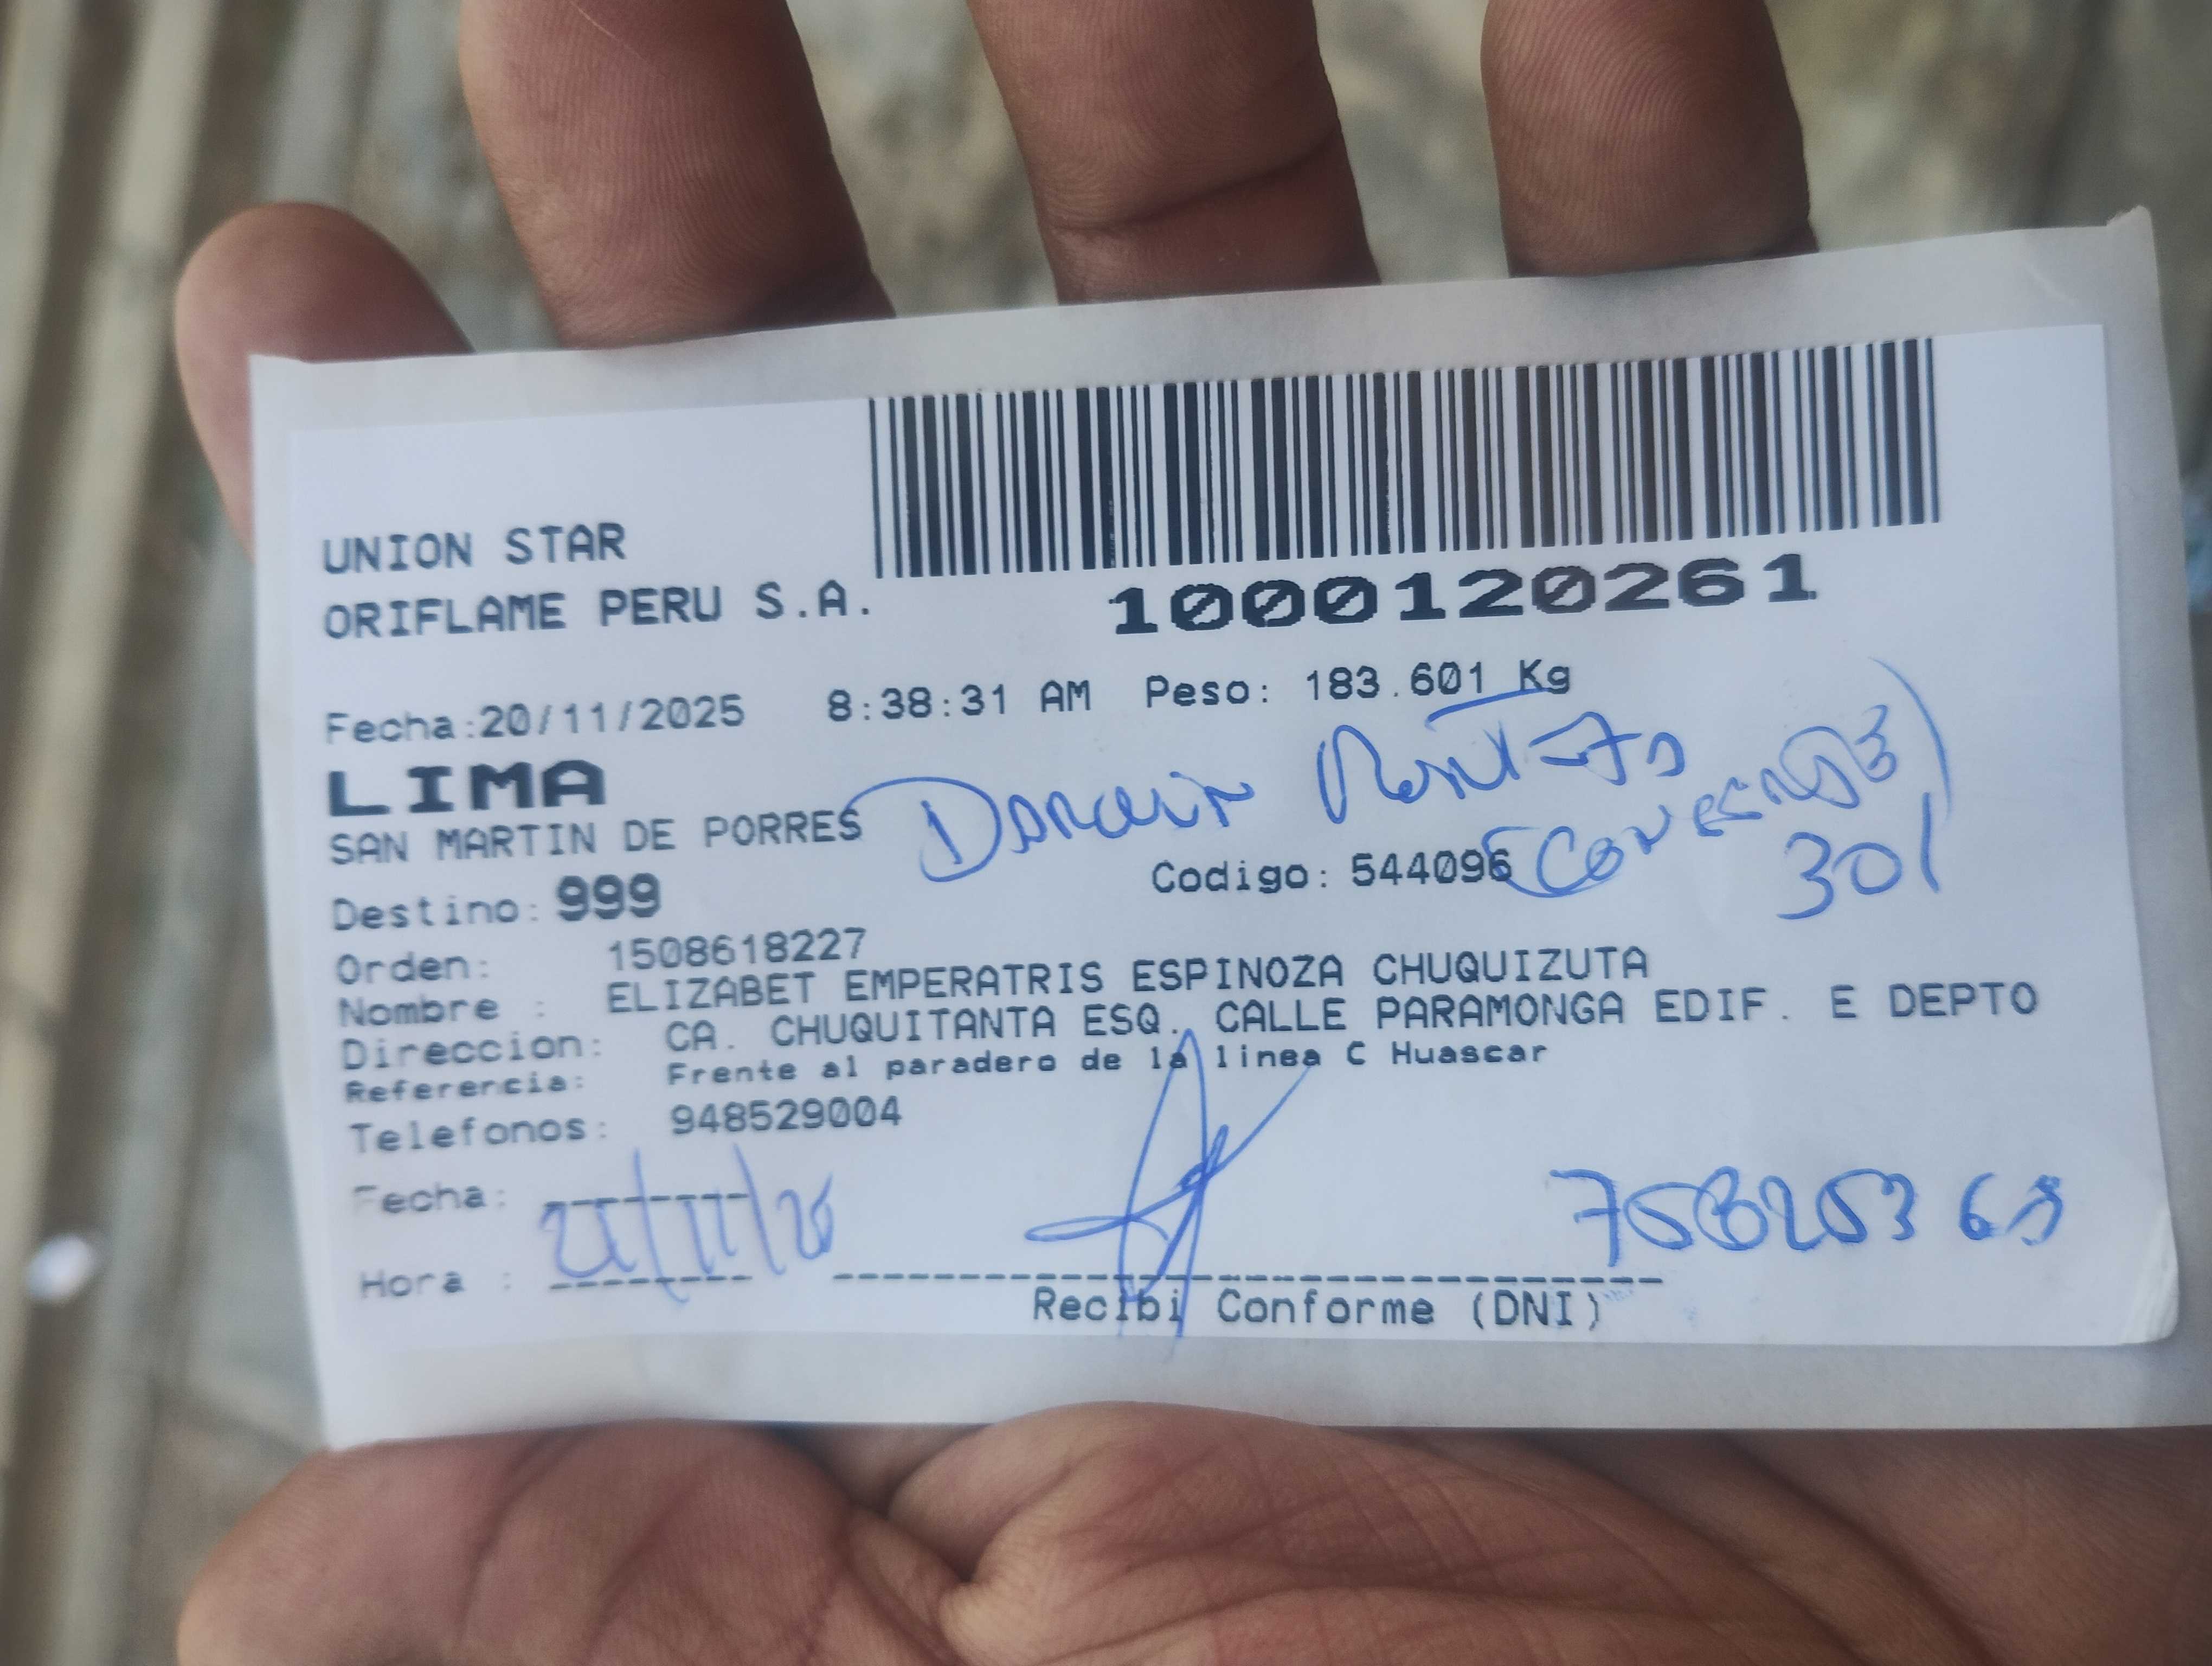 UNION STAR
ORIFLAME PERU S.A.
1000120261
Fecha:20/11/2025 8:38:31 AM Peso: 183.601 Kg
LIMA
SAN MARTIN DE PORRES
Destino: 999 Codigo: 544096
301
Orden: 1508618227
Nombre : ELIZABET EMPERATRIS ESPINOZA CHUQUIZUTA
Direccion: CA. CHUQUITANTA ESQ. CALLE PARAMONGA EDIF. E DEPTO
Referencia: Frente al paradero de la linea C Huascar
Telefonos: 948529004
Fecha:
Hora :
Recibi Conforme (DNI)